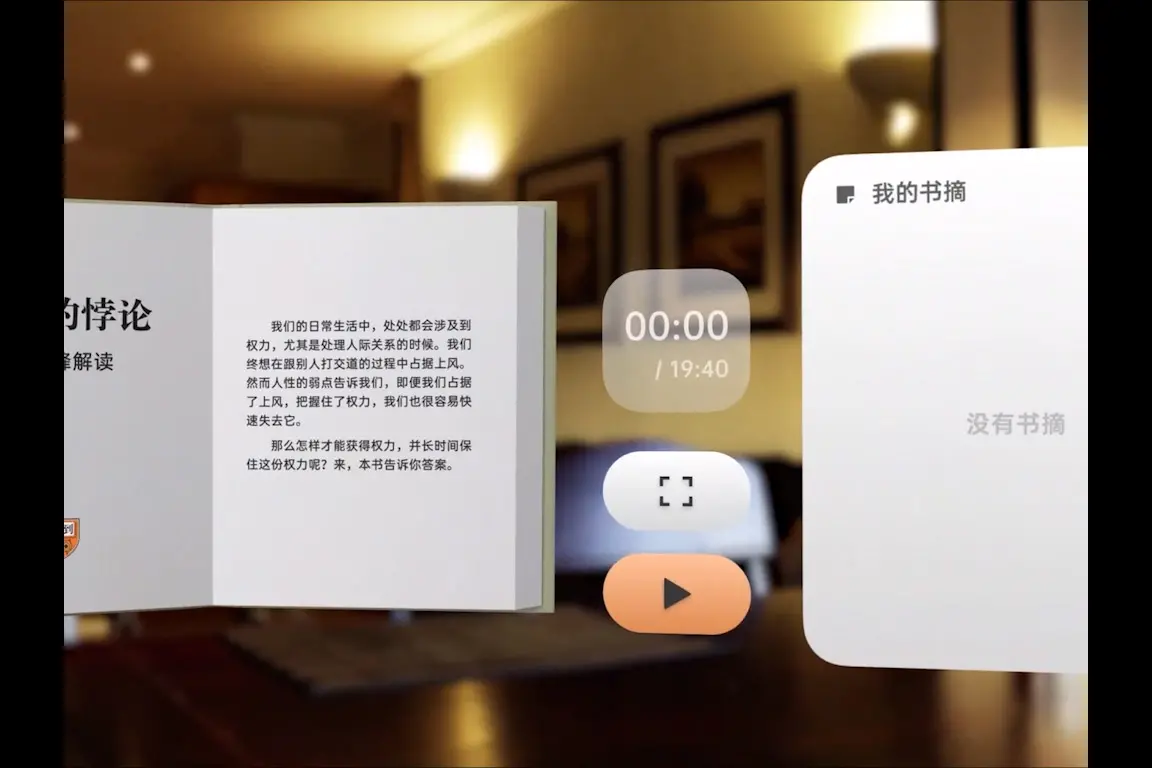 的悖论
解读
到
我们的日常生活中，处处都会涉及到
权力，尤其是处理人际关系的时候。我们
终想在跟别人打交道的过程中占据上风。
然而人性的弱点告诉我们，即便我们占据
了上风，把握住了权力，我们也很容易快
速失去它。
那么怎样才能获得权力，并长时间保
住这份权力呢？来，本书告诉你答案。
00:00
/ 19:40
我的书摘
没有书摘